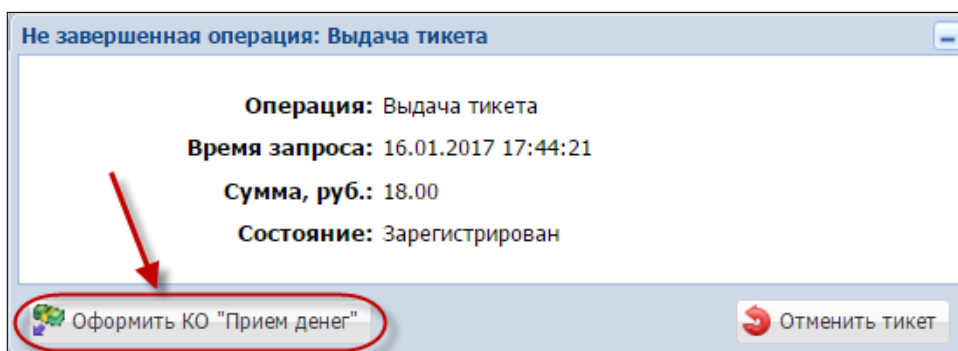 Не завершенная операция: Выдача тикета
Операция: Выдача тикета
Время запроса: 16.01.2017 17:44:21
Сумма, руб.: 18.00
Состояние: Зарегистрирован
Оформить КО "Прием денег"
Отменить тикет